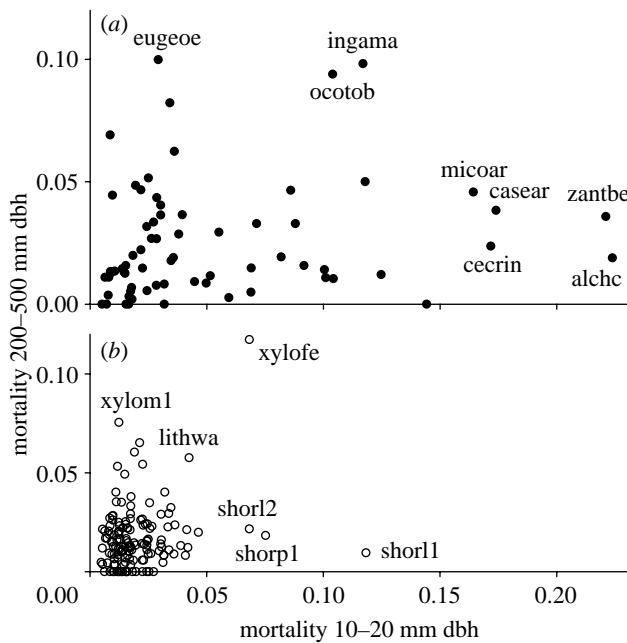 (a)
eugeoe
ingama
ocotob
micoar
casear
zantbe
cecrin
alchc
0.10
0.05
0.00
mortality 200–500 mm dbh
(b)
xylofe
xylom1
lithwa
shorl2
shorp1
shorl1
0.10
0.05
0.00
0.05
0.10
0.15
0.20
mortality 10–20 mm dbh